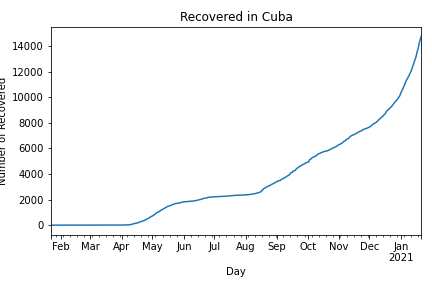 Recovered in Cuba
Number of Recovered
14000
12000
10000
8000
6000
4000
2000
0
Feb Mar Apr May Jun Jul Aug Sep Oct Nov Dec Jan
2021
Day